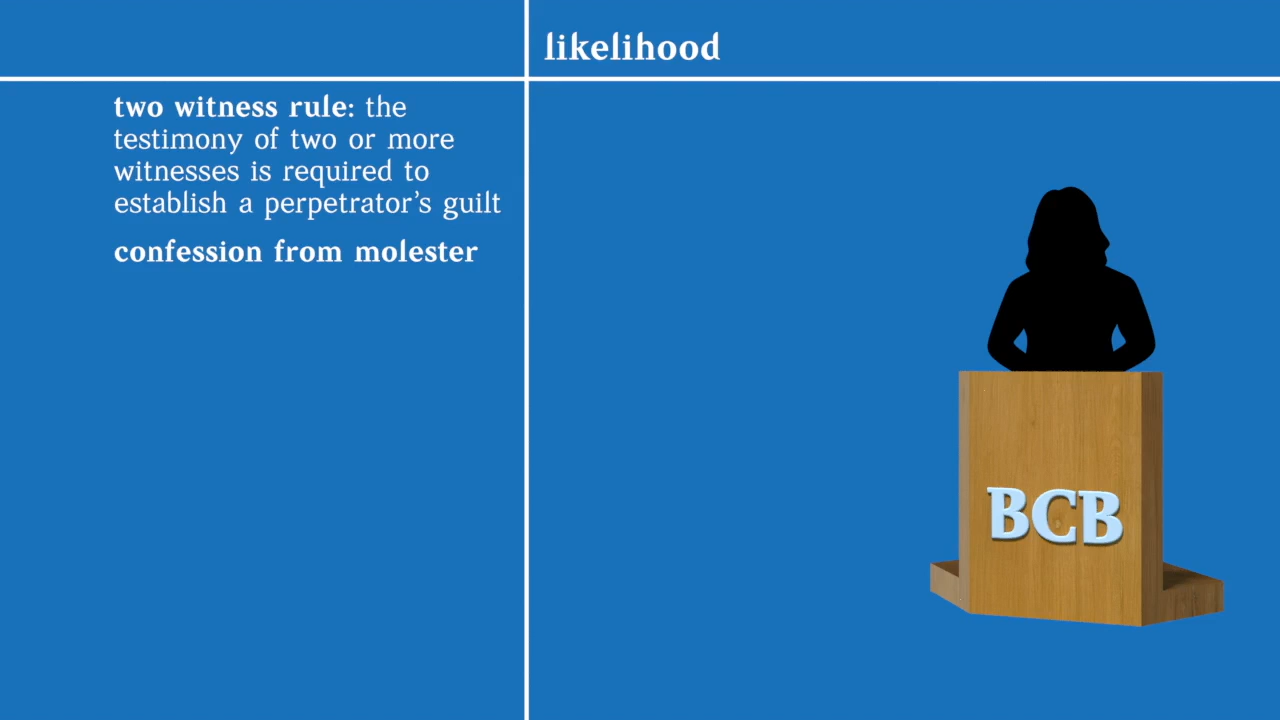 likelihood
two witness rule: the
testimony of two or more
witnesses is required to
establish a perpetrator’s guilt
confession from molester
BCB